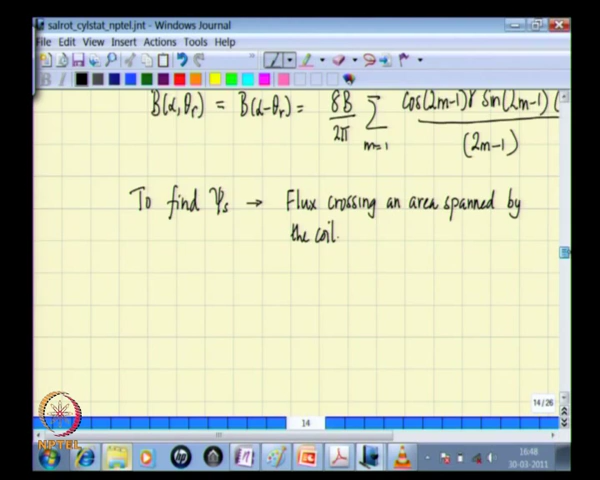 salrot_cylstat_nptel.jnt - Windows Journal
File Edit View Insert Actions Tools Help
B(α,θr) = B(α-θr) = 8B/2π Σ m=1 cos(2m-1)γ sin(2m-1)( / (2m-1)
To find ψs → Flux crossing an area spanned by
the coil.
14/26
14
NPTEL
16:48
30-03-2011